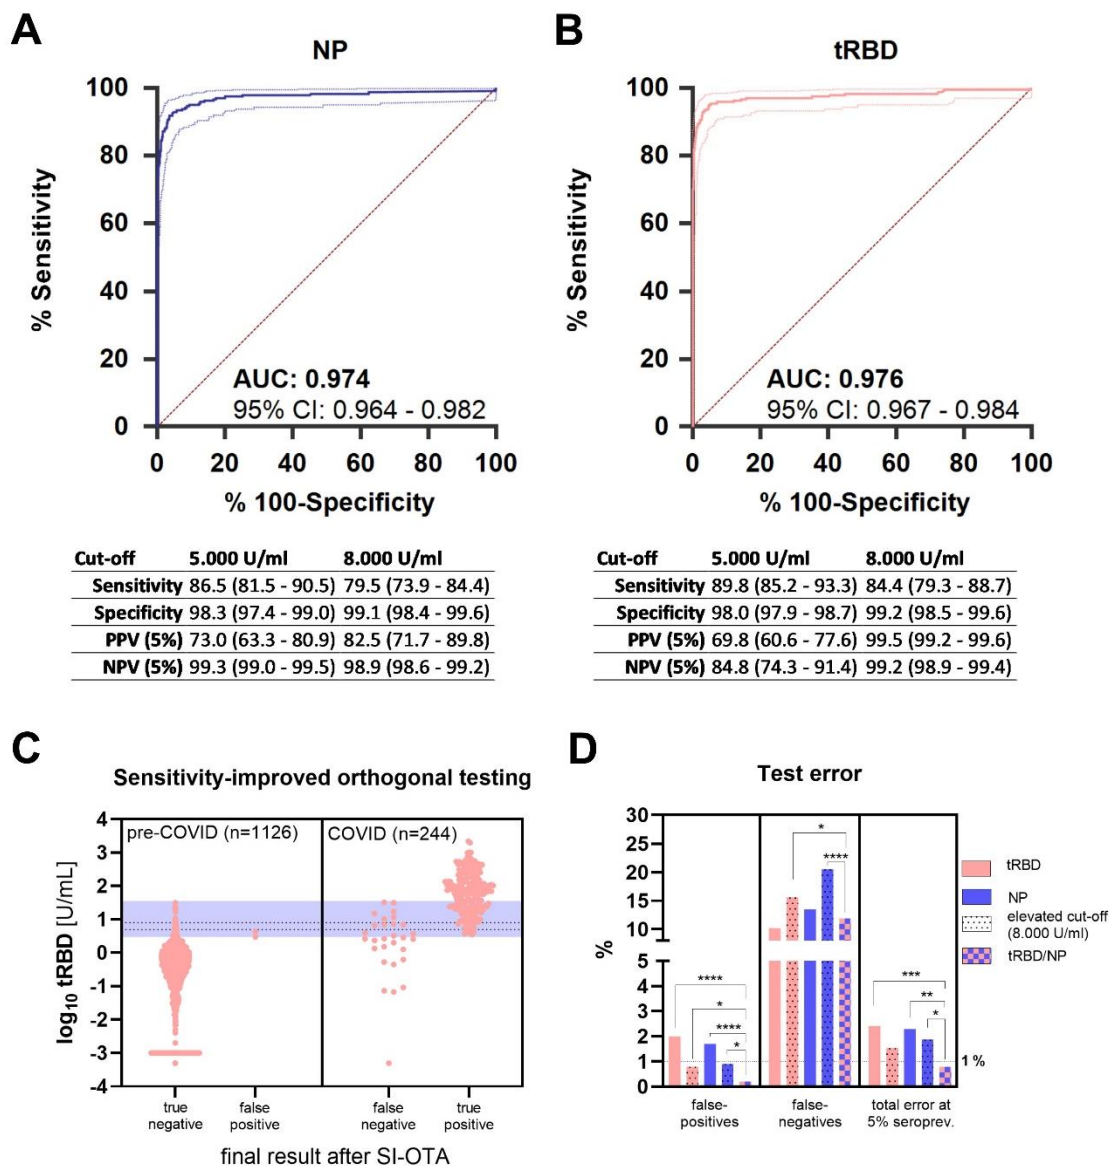 A
NP
100
80
60
40
20
0
% Sensitivity
AUC: 0.974
95% CI: 0.964 - 0.982
0 20 40 60 80 100
% 100-Specificity
Cut-off 5.000 U/ml 8.000 U/ml
Sensitivity 86.5 (81.5 - 90.5) 79.5 (73.9 - 84.4)
Specificity 98.3 (97.4 - 99.0) 99.1 (98.4 - 99.6)
PPV (5%) 73.0 (63.3 - 80.9) 82.5 (71.7 - 89.8)
NPV (5%) 99.3 (99.0 - 99.5) 98.9 (98.6 - 99.2)
B
tRBD
100
80
60
40
20
0
% Sensitivity
AUC: 0.976
95% CI: 0.967 - 0.984
0 20 40 60 80 100
% 100-Specificity
Cut-off 5.000 U/ml 8.000 U/ml
Sensitivity 89.8 (85.2 - 93.3) 84.4 (79.3 - 88.7)
Specificity 98.0 (97.9 - 98.7) 99.2 (98.5 - 99.6)
PPV (5%) 69.8 (60.6 - 77.6) 99.5 (99.2 - 99.6)
NPV (5%) 84.8 (74.3 - 91.4) 99.2 (98.9 - 99.4)
C
Sensitivity-improved orthogonal testing
log₁₀ tRBD [U/mL]
4
3
2
1
0
-1
-2
-3
-4
pre-COVID (n=1126)
COVID (n=244)
true negative
false positive
false negative
true positive
final result after SI-OTA
D
Test error
%
30
25
20
15
10
5
4
3
2
1
0
****
*
****
*
*
****
***
**
*
1 %
false-positives
false-negatives
total error at 5% seroprev.
tRBD
NP
elevated cut-off
(8.000 U/ml)
tRBD/NP